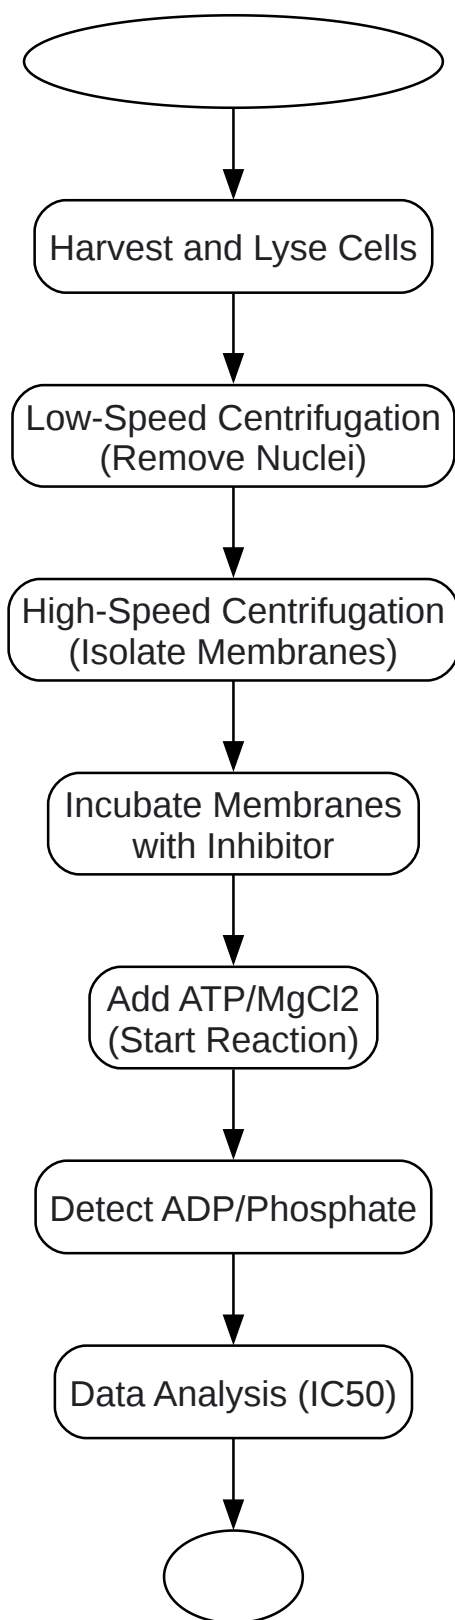 Harvest and Lyse Cells
Low-Speed Centrifugation
(Remove Nuclei)
High-Speed Centrifugation
(Isolate Membranes)
Incubate Membranes
with Inhibitor
Add ATP/MgCl2
(Start Reaction)
Detect ADP/Phosphate
Data Analysis (IC50)